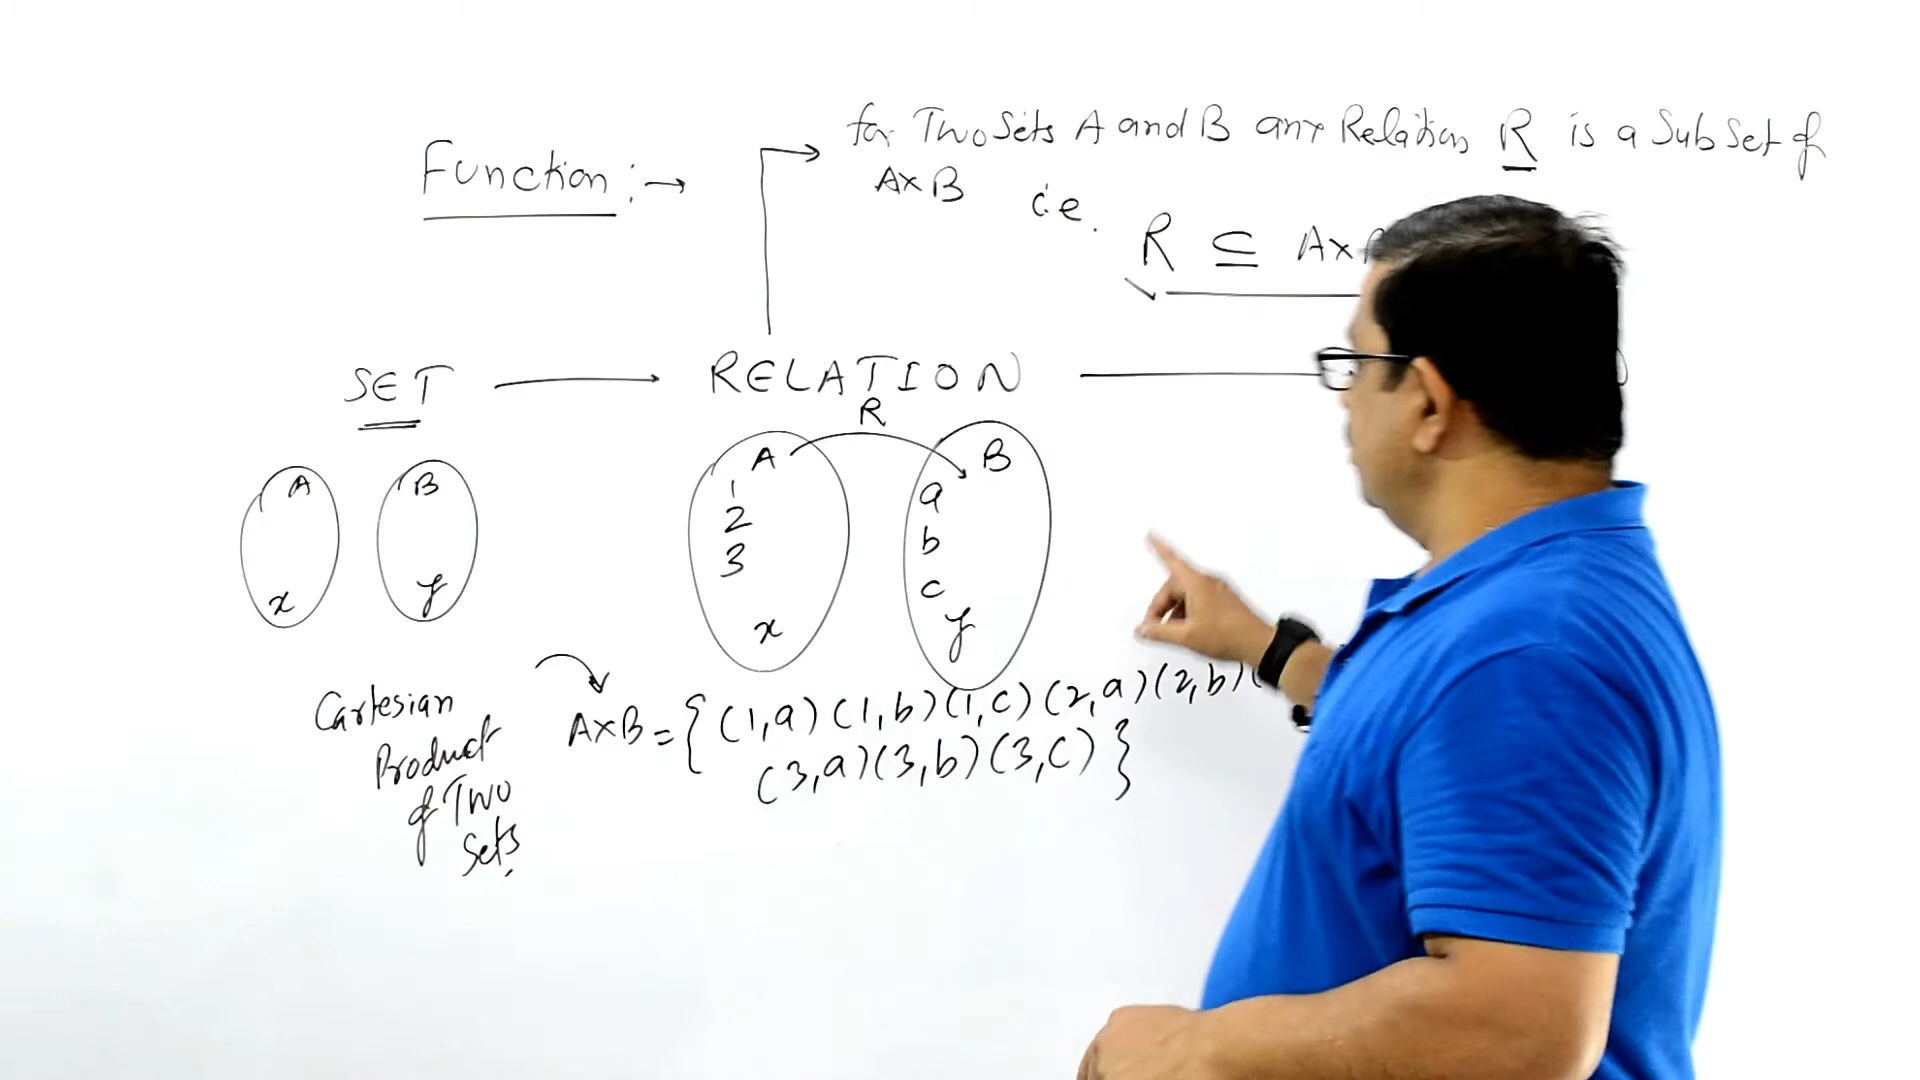 for Two Sets A and B any Relation R is a Subset of
Function :→
A×B i.e.
R ⊆ A×
SET → RELATION
R
A B
A B
1 a
2 b
3 c
x y
x y
Cartesian
Product
of Two
Sets.
A×B = { (1,a) (1,b) (1,c) (2,a) (2,b) (
(3,a) (3,b) (3,c) }